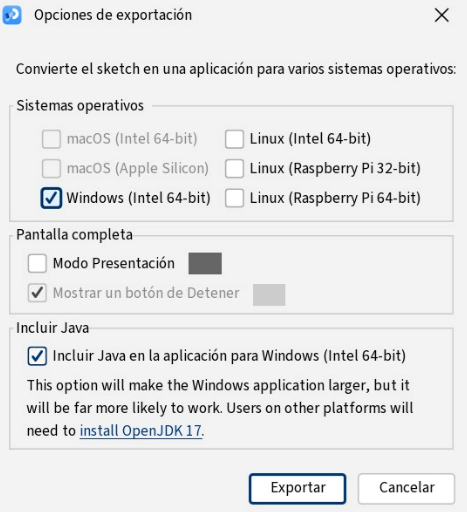 Opciones de exportación
Convierte el sketch en una aplicación para varios sistemas operativos:
Sistemas operativos
macOS (Intel 64-bit) Linux (Intel 64-bit)
macOS (Apple Silicon) Linux (Raspberry Pi 32-bit)
Windows (Intel 64-bit) Linux (Raspberry Pi 64-bit)
Pantalla completa
Modo Presentación
Mostrar un botón de Detener
Incluir Java
Incluir Java en la aplicación para Windows (Intel 64-bit)
This option will make the Windows application larger, but it
will be far more likely to work. Users on other platforms will
need to install OpenJDK 17.
Exportar Cancelar